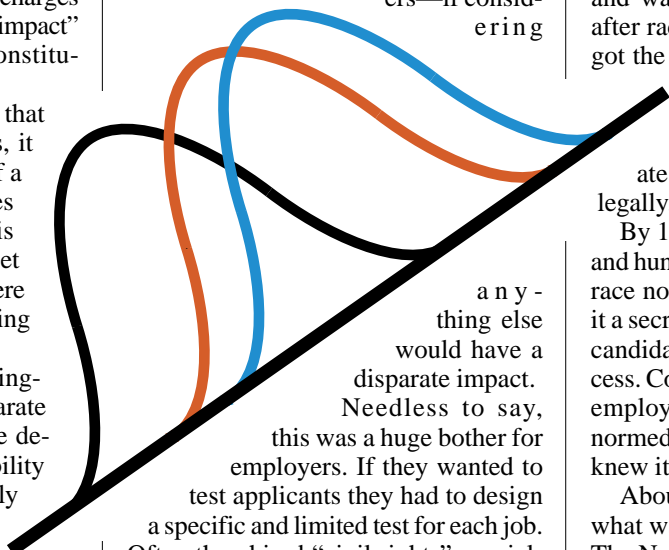 charges
impact”
onstitu-
that
s, it
f a
es
is
et
ere
ing
ing-
arate
e de-
bility
ly
ers—if consid-
ering
any-
thing else
would have a
disparate impact.
Needless to say,
this was a huge bother for
employers. If they wanted to
test applicants they had to design
a specific and limited test for each job.
and wa
after rac
got the
ate
legally
By 1
and hun
race no
it a secr
candida
cess. Co
employ
normed
knew it
Abou
what w